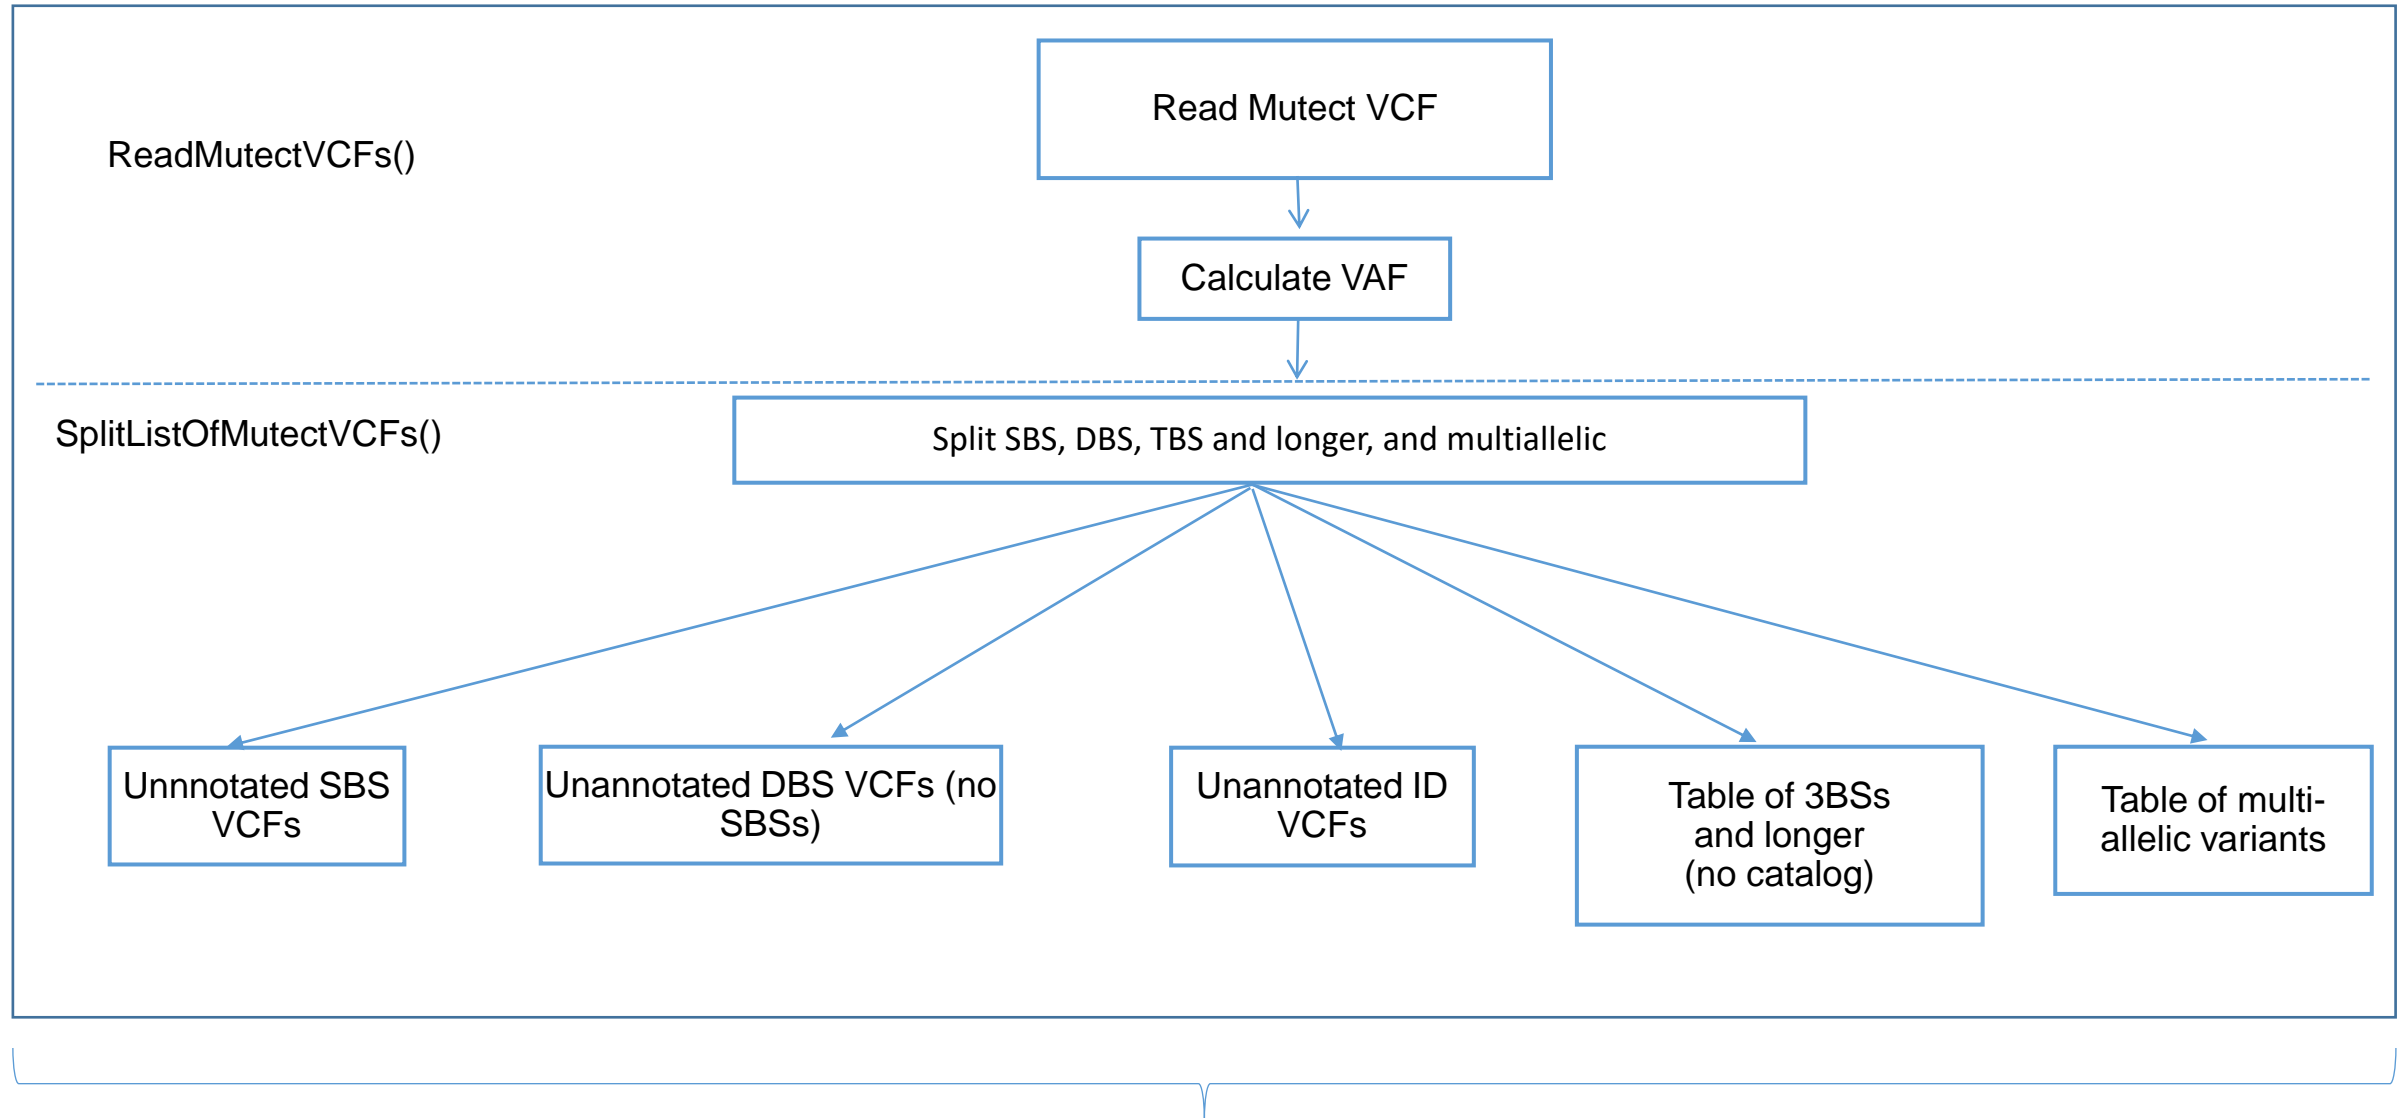 Read Mutect VCF
ReadMutectVCFs()
Calculate VAF
SplitListOfMutectVCFs()
Split SBS, DBS, TBS and longer, and multiallelic
Unnnotated SBS
VCFs
Unannotated DBS VCFs (no
SBSs)
Unannotated ID
VCFs
Table of 3BSs
and longer
(no catalog)
Table of multi-
allelic variants